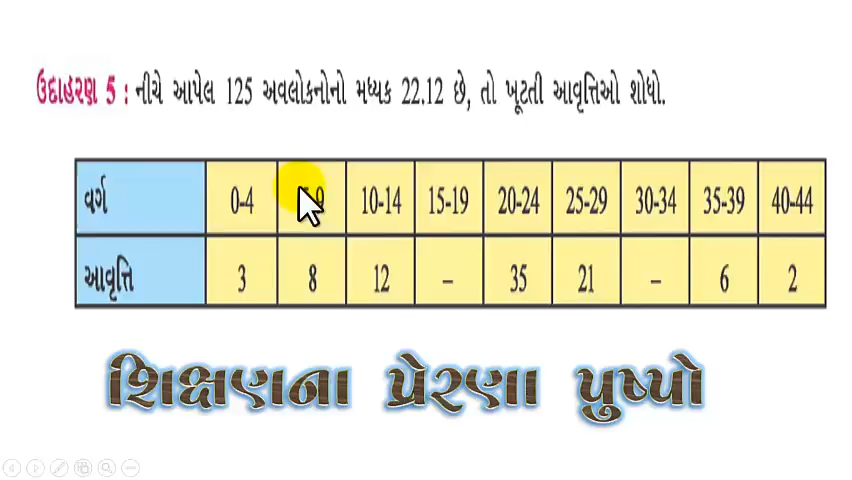 ઉદાહરણ 5 : નીચે આપેલ 125 અવલોકનોનો મધ્યક 22.12 છે, તો ખૂટતી આવૃત્તિઓ શોધો.
વર્ગ 0-4 10-14 15-19 20-24 25-29 30-34 35-39 40-44
આવૃત્તિ 3 8 12 – 35 21 – 6 2
શિક્ષણના પ્રેરણા પુષ્પો